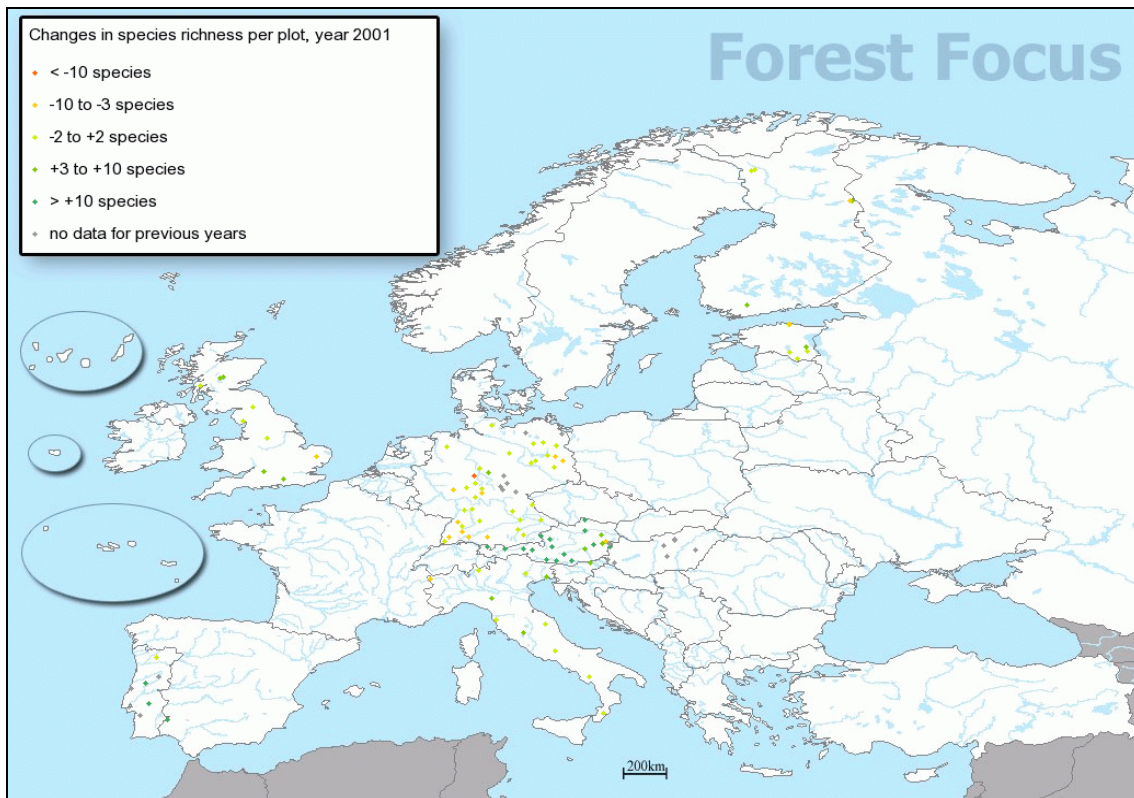 Changes in species richness per plot, year 2001
< -10 species
-10 to -3 species
-2 to +2 species
+3 to +10 species
> +10 species
no data for previous years
Forest Focus
200km